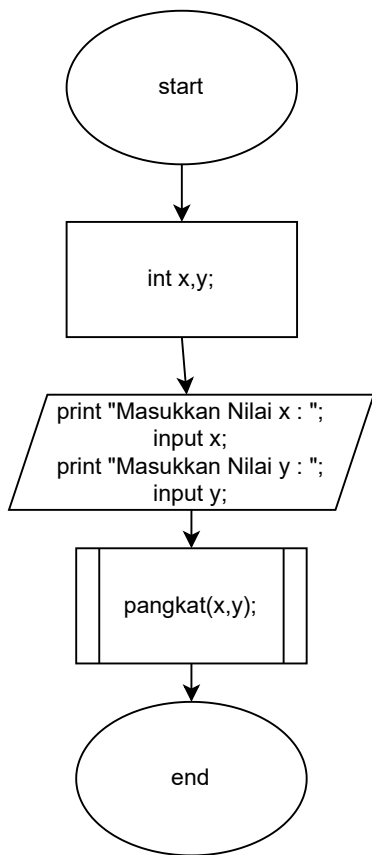 start
int x,y;
print "Masukkan Nilai x : ";
input x;
print "Masukkan Nilai y : ";
input y;
pangkat(x,y);
end